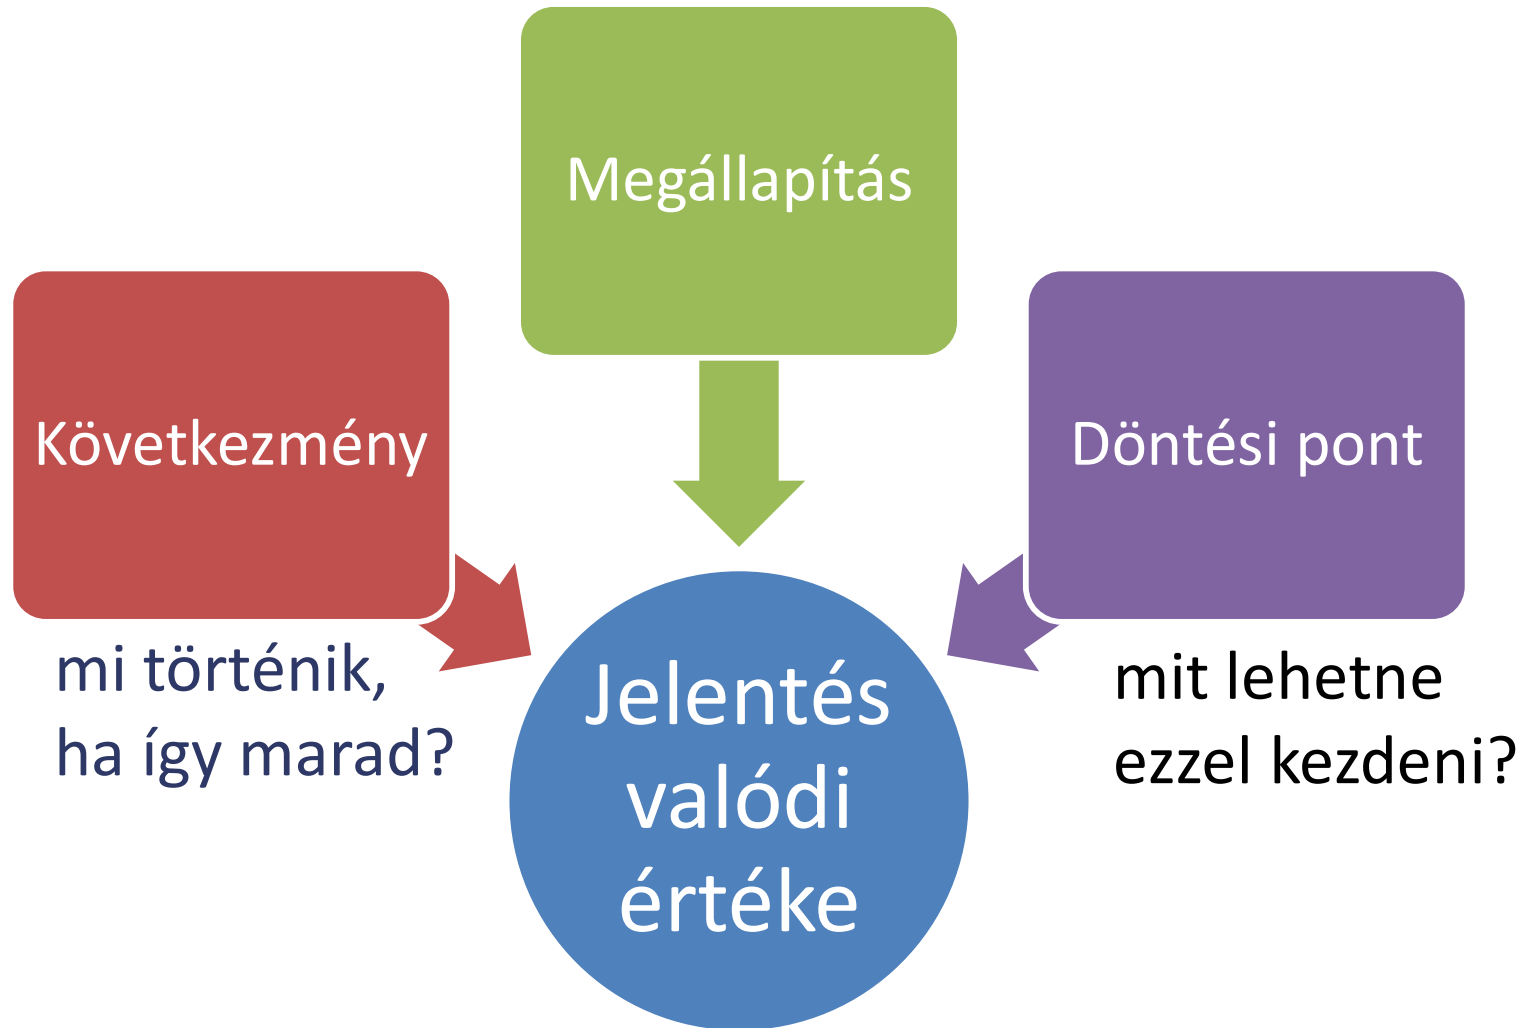 Megállapítás
Következmény
Döntési pont
mi történik,
ha így marad?
mit lehetne
ezzel kezdeni?
Jelentés
valódi
értéke